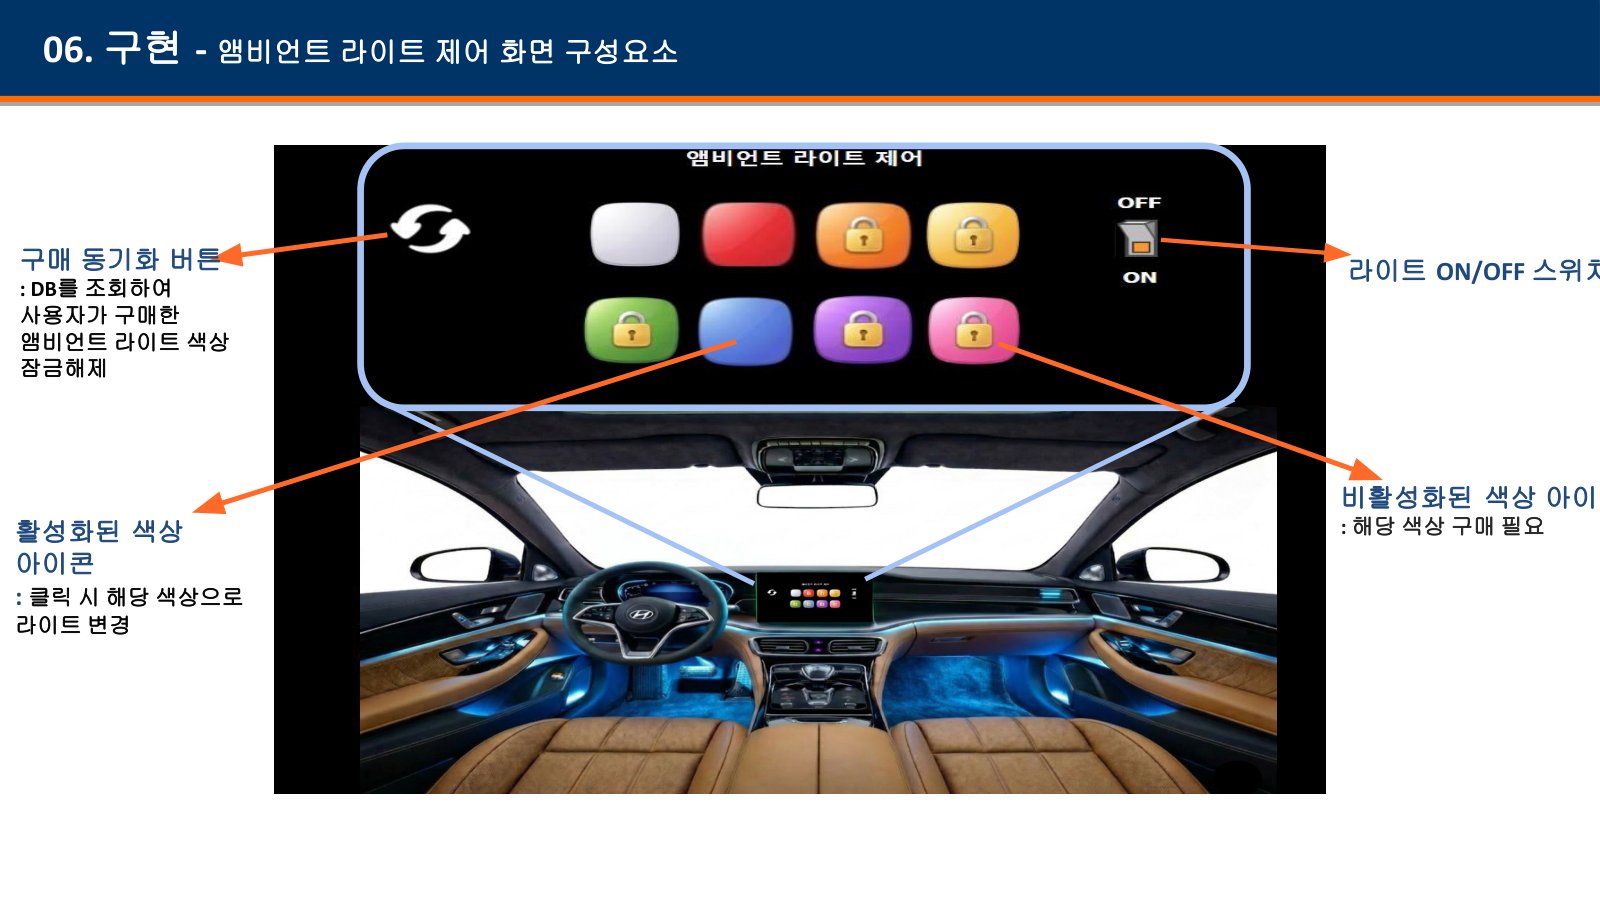 06. 구현 - 앰비언트 라이트 제어 화면 구성요소
앰비언트 라이트 제어
OFF
ON
구매 동기화 버튼
: DB를 조회하여
사용자가 구매한
앰비언트 라이트 색상
잠금해제
라이트 ON/OFF 스위치
활성화된 색상
아이콘
: 클릭 시 해당 색상으로
라이트 변경
비활성화된 색상 아이
: 해당 색상 구매 필요